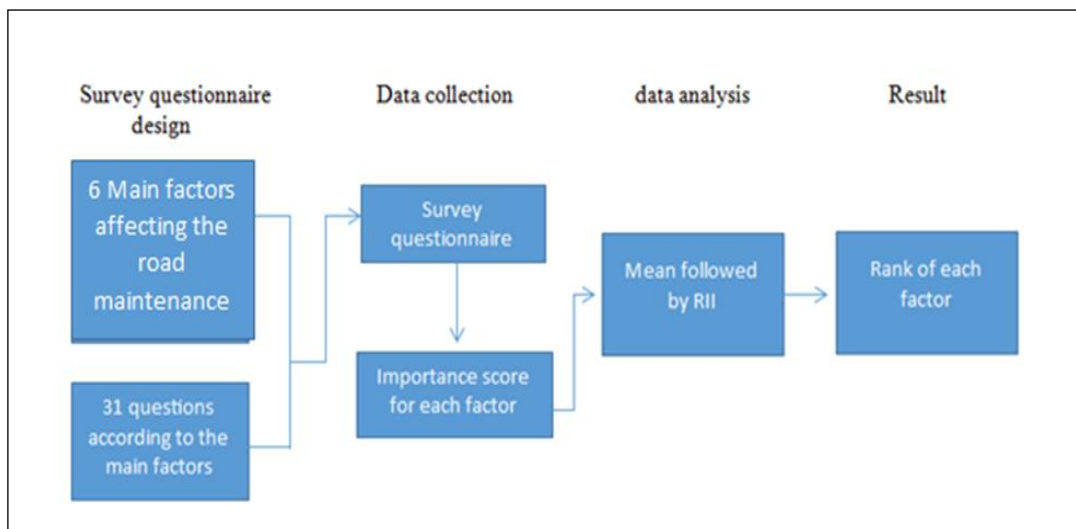 Survey questionnaire
design
Data collection
data analysis
Result
6 Main factors
affecting the
road
maintenance
31 questions
according to the
main factors
Survey
questionnaire
Importance score
for each factor
Mean followed
by RII
Rank of each
factor